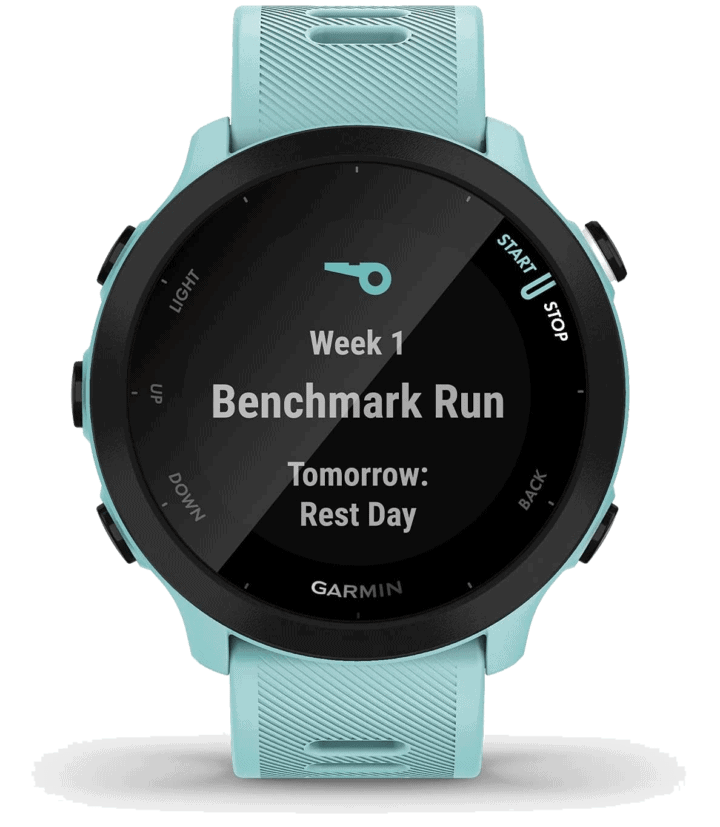 START
STOP
LIGHT
Week 1
UP
Benchmark Run
Tomorrow:
Rest Day
DOWN
BACK
GARMIN